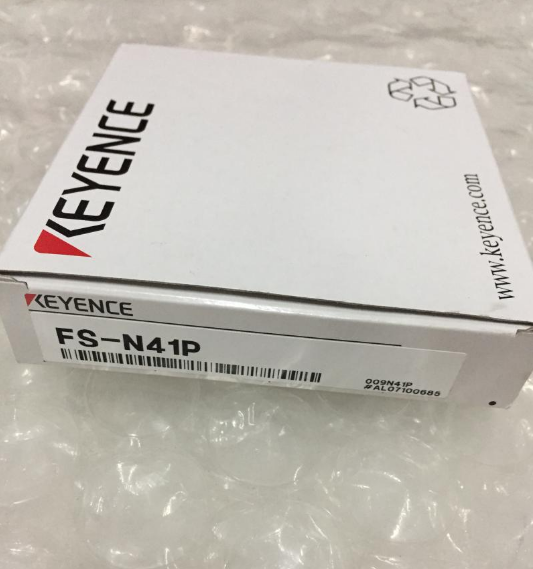 KEYENCE
www.keyence.com
KEYENCE
FS-N41P
009N41P
#AL07100685